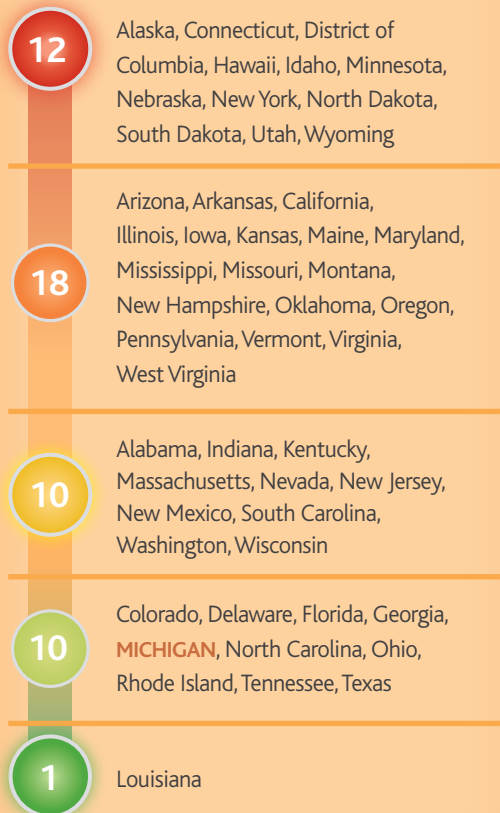 12
Alaska, Connecticut, District of
Columbia, Hawaii, Idaho, Minnesota,
Nebraska, New York, North Dakota,
South Dakota, Utah, Wyoming
18
Arizona, Arkansas, California,
Illinois, Iowa, Kansas, Maine, Maryland,
Mississippi, Missouri, Montana,
New Hampshire, Oklahoma, Oregon,
Pennsylvania, Vermont, Virginia,
West Virginia
10
Alabama, Indiana, Kentucky,
Massachusetts, Nevada, New Jersey,
New Mexico, South Carolina,
Washington, Wisconsin
10
Colorado, Delaware, Florida, Georgia,
MICHIGAN, North Carolina, Ohio,
Rhode Island, Tennessee, Texas
1
Louisiana